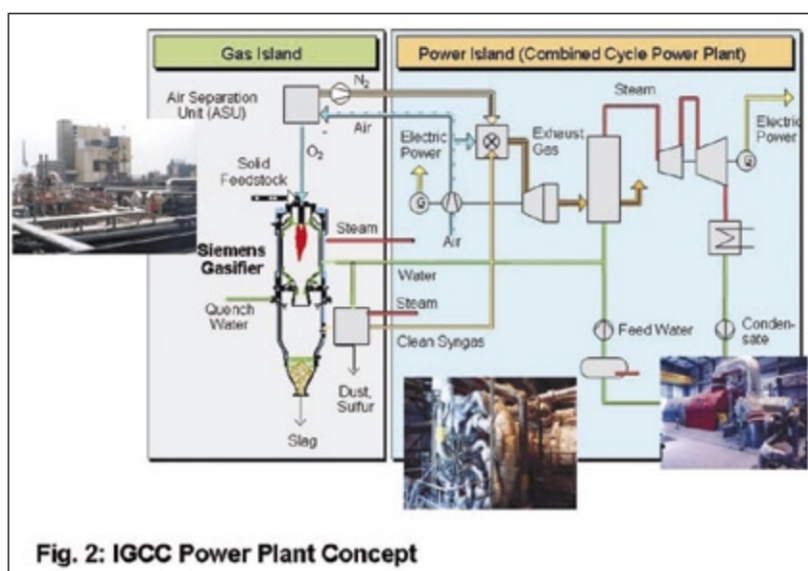 Gas Island
Power Island (Combined Cycle Power Plant)
Air Separation
Unit (ASU)
N2
Air
O2
Solid
Feedstock
Siemens
Gasifier
Steam
Quench
Water
Water
Steam
Clean Syngas
Dust,
Sulfur
Slag
Electric
Power
G
Air
Exhaust
Gas
Steam
Electric
Power
G
Feed Water
Conden-
sate
Fig. 2: IGCC Power Plant Concept